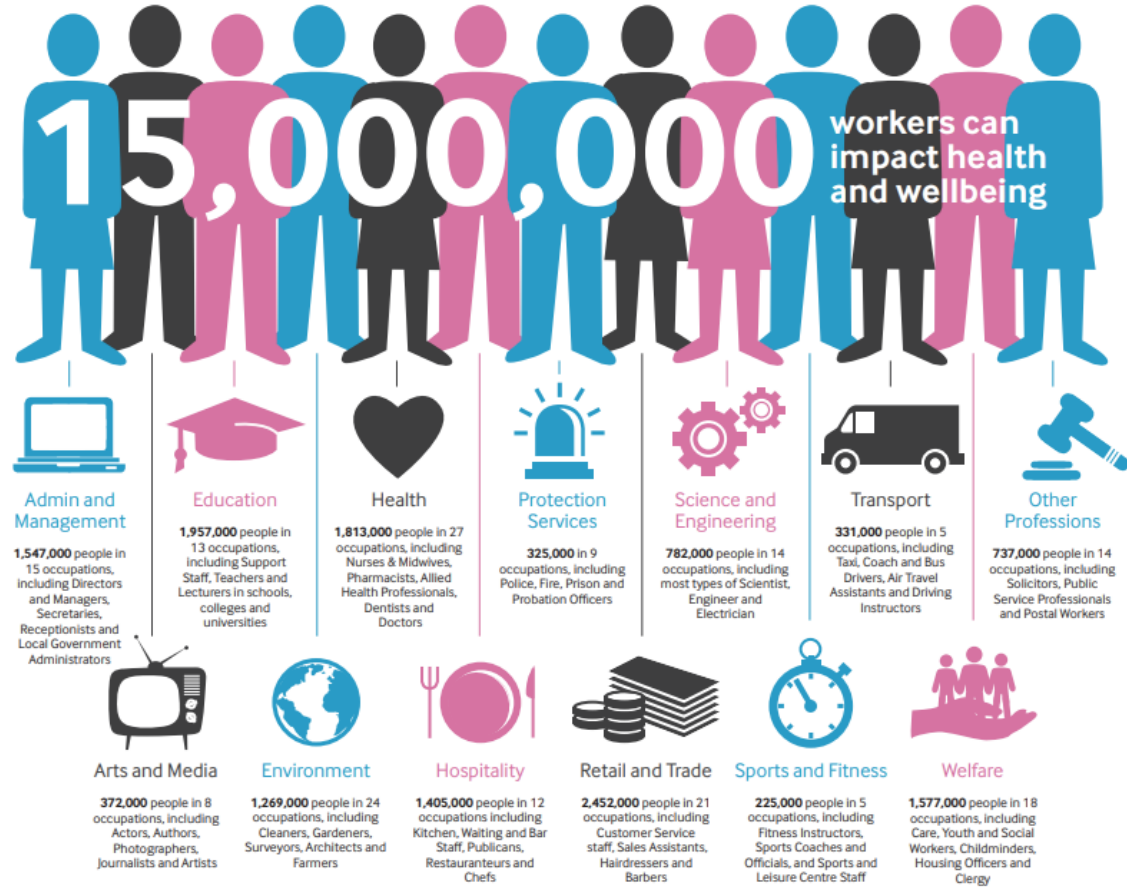 15,000,000
workers can
impact health
and wellbeing
Admin and
Management
1,547,000 people in
15 occupations,
including Directors
and Managers,
Secretaries,
Receptionists and
Local Government
Administrators
Education
1,957,000 people in
13 occupations,
including Support
Staff, Teachers and
Lecturers in schools,
colleges and
universities
Health
1,813,000 people in 27
occupations, including
Nurses & Midwives,
Pharmacists, Allied
Health Professionals,
Dentists and
Doctors
Protection
Services
325,000 in 9
occupations, including
Police, Fire, Prison and
Probation Officers
Science and
Engineering
782,000 people in 14
occupations, including
most types of Scientist,
Engineer and
Electrician
Transport
331,000 people in 5
occupations, including
Taxi, Coach and Bus
Drivers, Air Travel
Assistants and Driving
Instructors
Other
Professions
737,000 people in 14
occupations, including
Solicitors, Public
Service Professionals
and Postal Workers
Arts and Media
372,000 people in 8
occupations, including
Actors, Authors,
Photographers,
Journalists and Artists
Environment
1,269,000 people in 24
occupations, including
Cleaners, Gardeners,
Surveyors, Architects and
Farmers
Hospitality
1,405,000 people in 12
occupations including
Kitchen, Waiting and Bar
Staff, Publicans,
Restauranteurs and
Chefs
Retail and Trade
2,452,000 people in 21
occupations, including
Customer Service
staff, Sales Assistants,
Hairdressers and
Barbers
Sports and Fitness
225,000 people in 5
occupations, including
Fitness Instructors,
Sports Coaches and
Officials, and Sports and
Leisure Centre Staff
Welfare
1,577,000 people in 18
occupations, including
Care, Youth and Social
Workers, Childminders,
Housing Officers and
Clergy